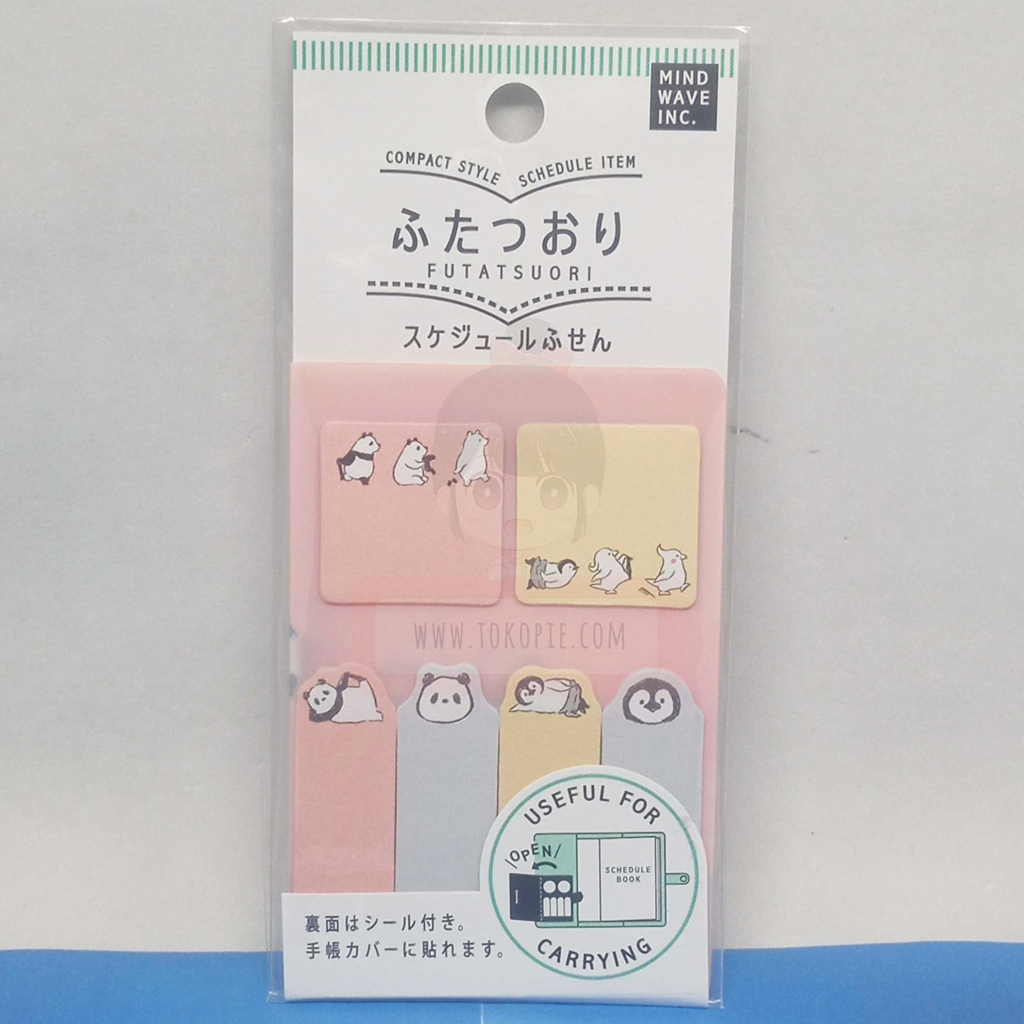 MIND
WAVE
INC.
COMPACT STYLE SCHEDULE ITEM
ふたつおり
FUTATSUORI
スケジュールふせん
WWW.TOKOPIE.COM
USEFUL FOR
\OPEN/
SCHEDULE
BOOK
CARRYING
裏面はシール付き。
手帳カバーに貼れます。